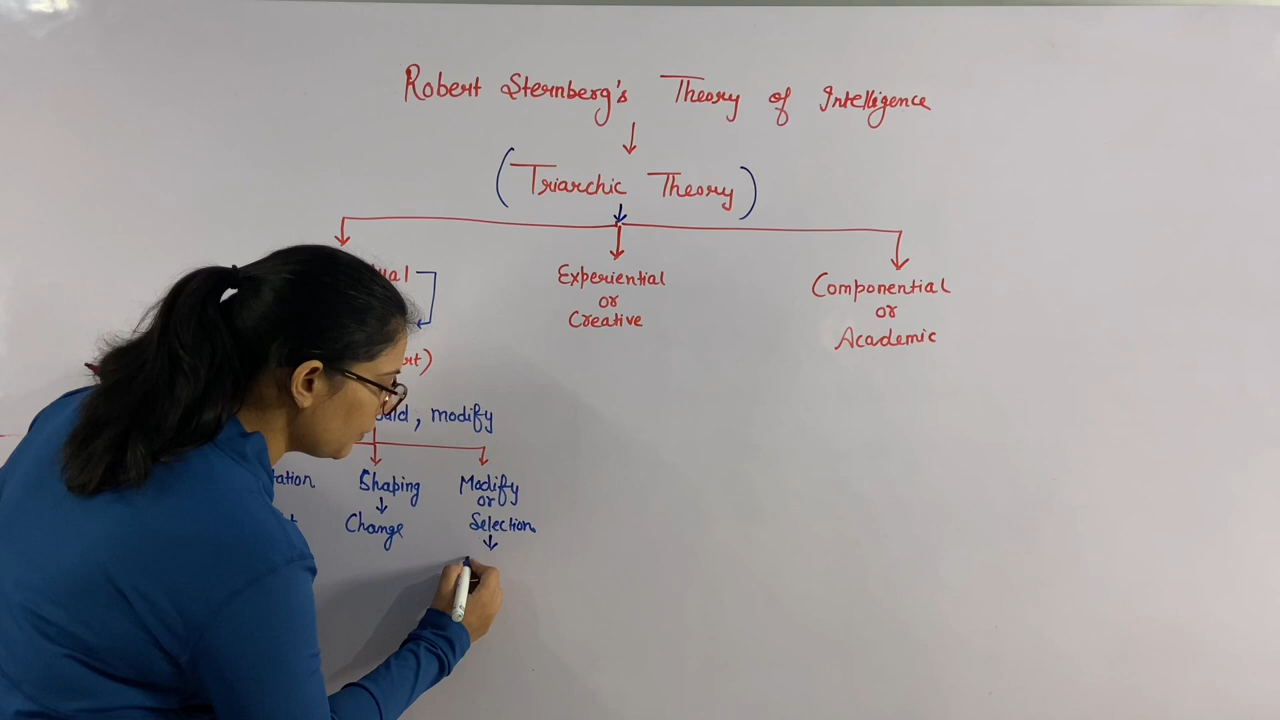 Robert Sternberg's Theory of Intelligence
(Triarchic Theory)
Experiential
or
Creative
Componential
or
Academic
, modify
Shaping
Change
Modify
or
Selection